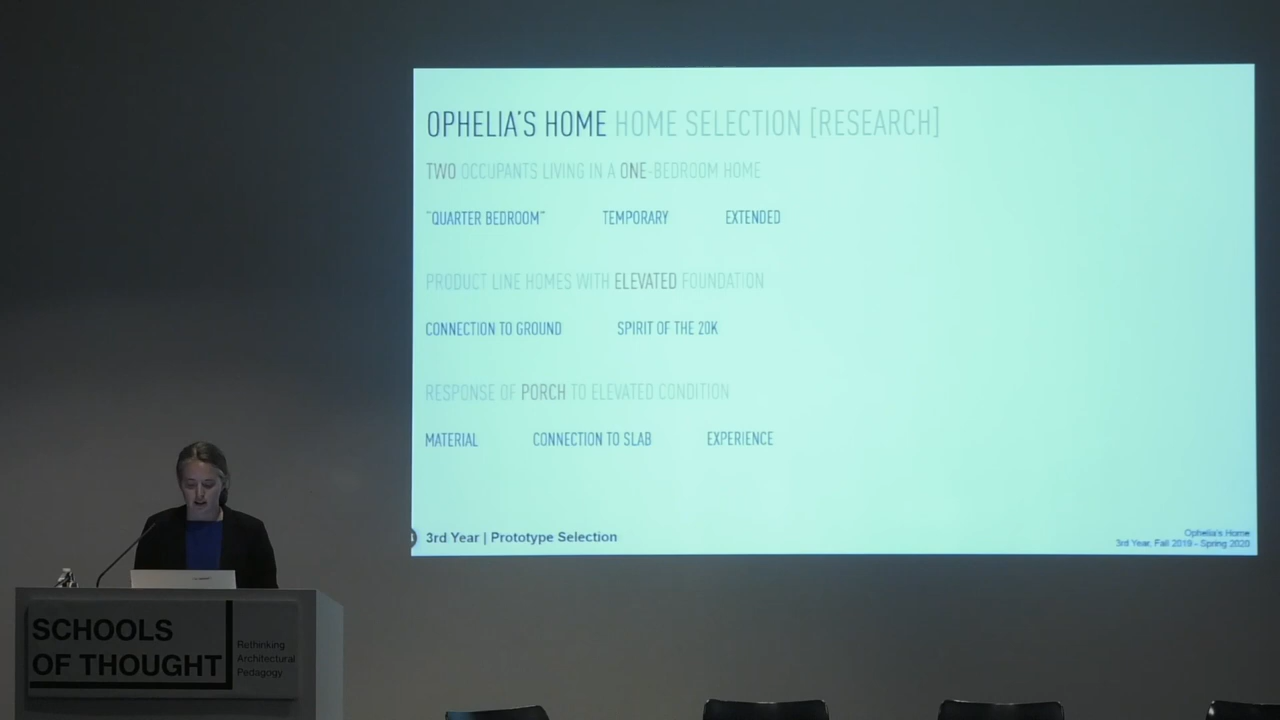 OPHELIA'S HOME HOME SELECTION [RESEARCH]
TWO OCCUPANTS LIVING IN A ONE-BEDROOM HOME
"QUARTER BEDROOM" TEMPORARY EXTENDED
PRODUCT LINE HOMES WITH ELEVATED FOUNDATION
CONNECTION TO GROUND SPIRIT OF THE 20K
RESPONSE OF PORCH TO ELEVATED CONDITION
MATERIAL CONNECTION TO SLAB EXPERIENCE
3rd Year | Prototype Selection
Ophelia's Home
3rd Year, Fall 2019 - Spring 2020
SCHOOLS
OF THOUGHT
Rethinking
Architectural
Pedagogy